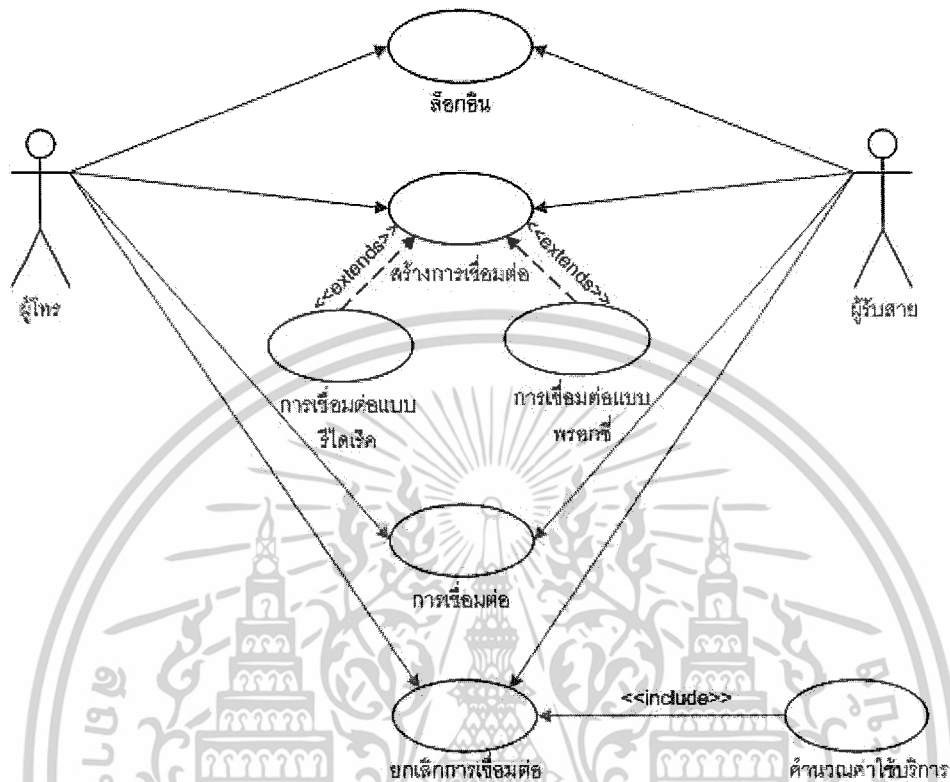 ล็อกอิน
<<extends>>
<<extends>>
สร้างการเชื่อมต่อ
ผู้โทร
ผู้รับสาย
การเชื่อมต่อแบบ
รีไดเร็ค
การเชื่อมต่อแบบ
พรอกซี่
การเชื่อมต่อ
<<include>>
ยกเลิกการเชื่อมต่อ
คำนวณค่าใช้บริการ